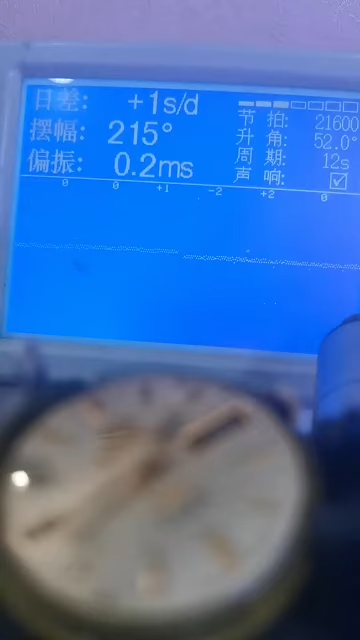 日差: +1s/d
摆幅: 215°
偏振: 0.2ms
节 拍: 21600
升 角: 52.0°
周 期: 12s
声 响: ☑
0 0 +1 -2 +2 0